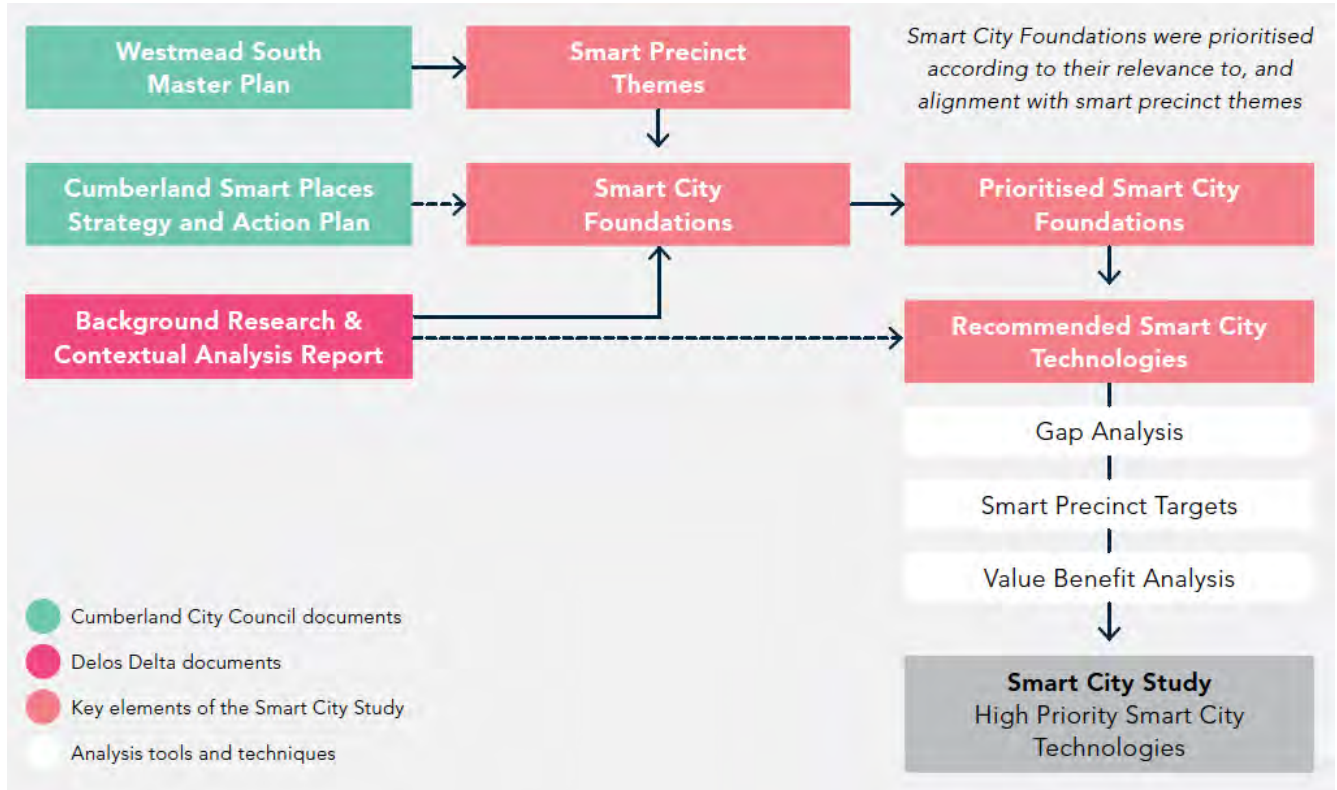 Westmead South
Master Plan
Smart Precinct
Themes
Smart City Foundations were prioritised
according to their relevance to, and
alignment with smart precinct themes
Cumberland Smart Places
Strategy and Action Plan
Smart City
Foundations
Prioritised Smart City
Foundations
Background Research &
Contextual Analysis Report
Recommended Smart City
Technologies
Gap Analysis
Smart Precinct Targets
Value Benefit Analysis
Smart City Study
High Priority Smart City
Technologies
Cumberland City Council documents
Delos Delta documents
Key elements of the Smart City Study
Analysis tools and techniques